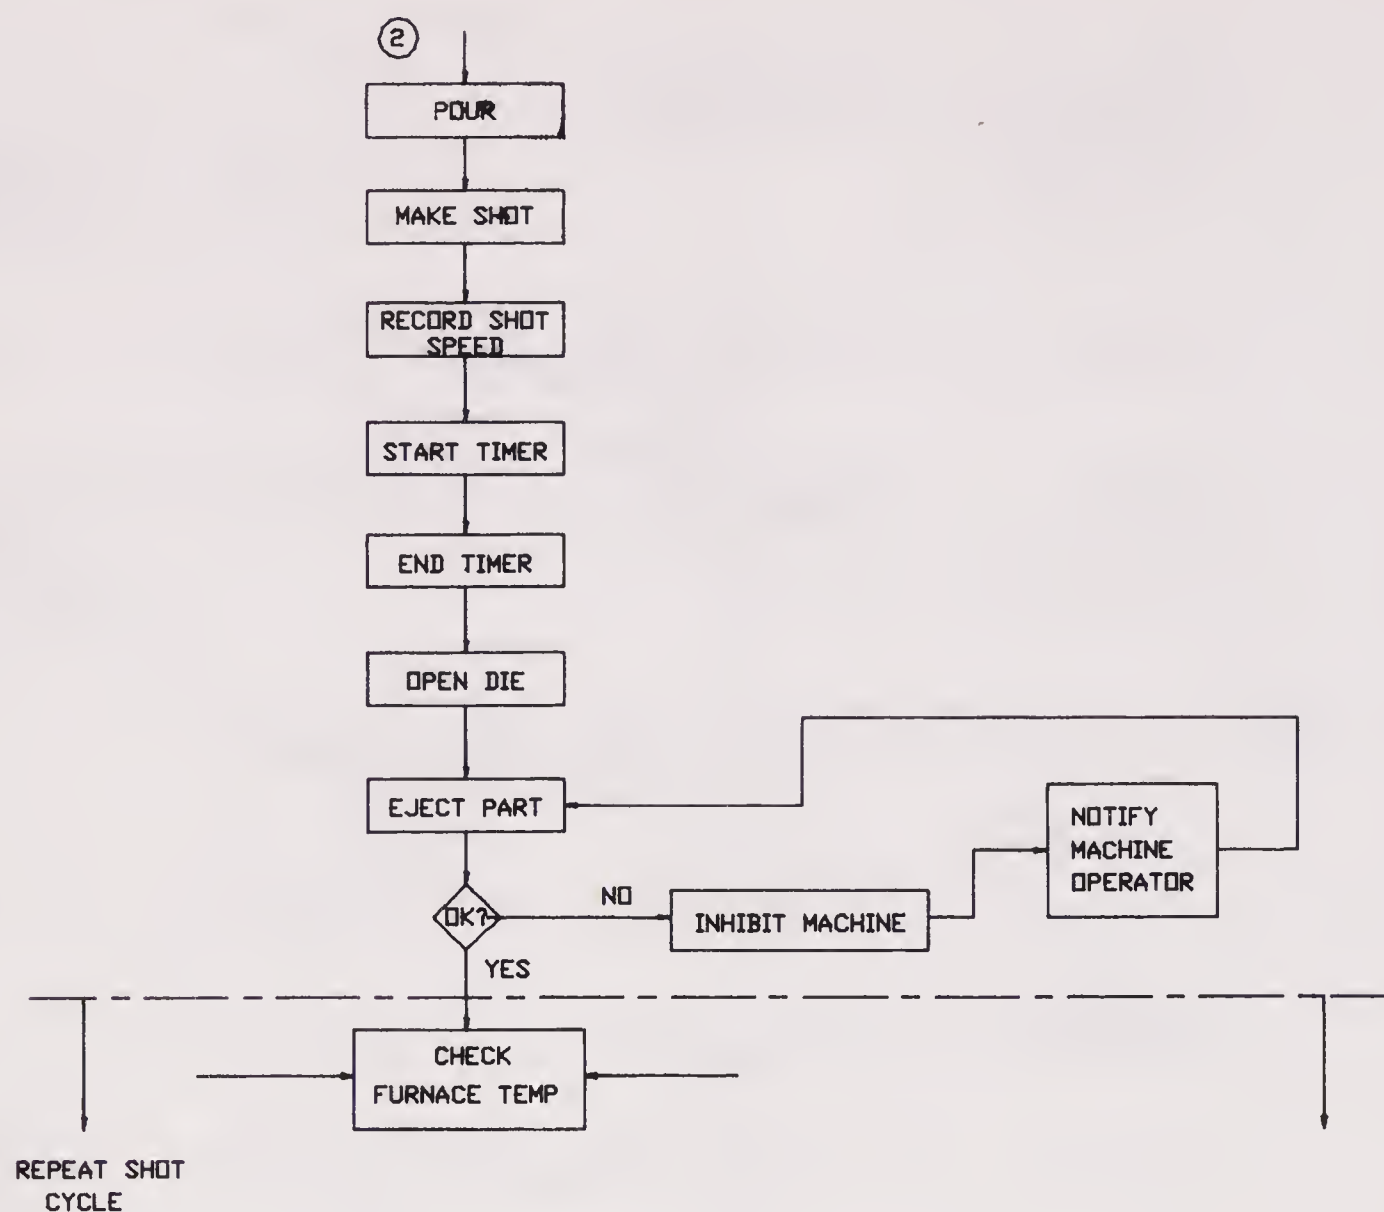 2
POUR
MAKE SHOT
RECORD SHOT
SPEED
START TIMER
END TIMER
OPEN DIE
EJECT PART
NOTIFY
MACHINE
OPERATOR
OK?
NO
INHIBIT MACHINE
YES
CHECK
FURNACE TEMP
REPEAT SHOT
CYCLE